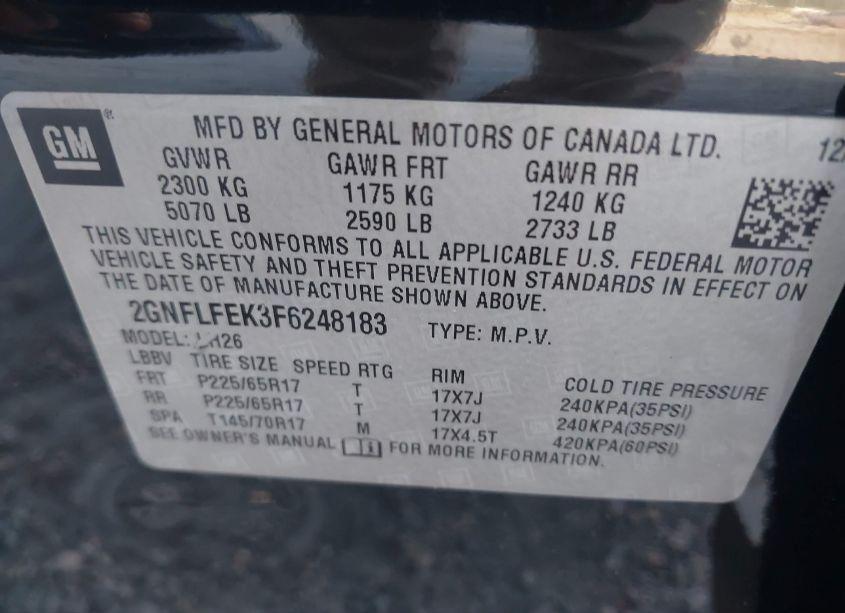 GM®
MFD BY GENERAL MOTORS OF CANADA LTD. 12/
GVWR GAWR FRT GAWR RR
2300 KG 1175 KG 1240 KG
5070 LB 2590 LB 2733 LB
THIS VEHICLE CONFORMS TO ALL APPLICABLE U.S. FEDERAL MOTOR
VEHICLE SAFETY AND THEFT PREVENTION STANDARDS IN EFFECT ON
THE DATE OF MANUFACTURE SHOWN ABOVE.
2GNFLFEK3F6248183 TYPE: M.P.V.
MODEL: 26
LBBV TIRE SIZE SPEED RTG RIM COLD TIRE PRESSURE
FRT P225/65R17 T 17X7J 240KPA(35PSI)
RR P225/65R17 T 17X7J 240KPA(35PSI)
SPA T145/70R17 M 17X4.5T 420KPA(60PSI)
SEE OWNER'S MANUAL FOR MORE INFORMATION.